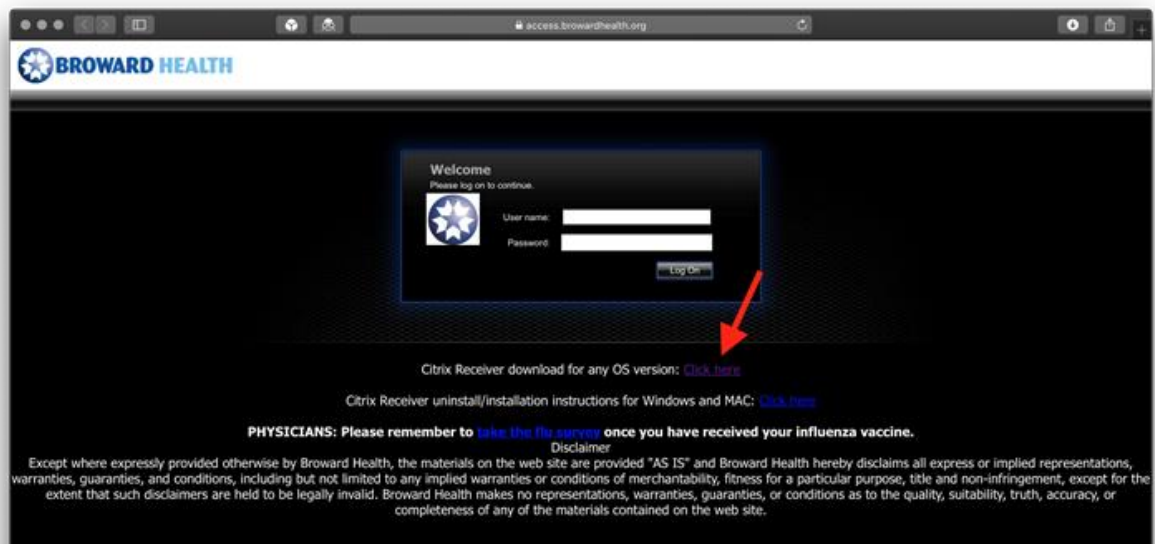 access.browardhealth.org
BROWARD HEALTH
Welcome
Please log on to continue.
User name:
Password
Log On
Citrix Receiver download for any OS version: Click here
Citrix Receiver uninstall/installation instructions for Windows and MAC: Click here
PHYSICIANS: Please remember to take the flu survey once you have received your influenza vaccine.
Disclaimer
Except where expressly provided otherwise by Broward Health, the materials on the web site are provided "AS IS" and Broward Health hereby disclaims all express or implied representations,
warranties, guaranties, and conditions, including but not limited to any implied warranties or conditions of merchantability, fitness for a particular purpose, title and non-infringement, except for the
extent that such disclaimers are held to be legally invalid. Broward Health makes no representations, warranties, guaranties, or conditions as to the quality, suitability, truth, accuracy, or
completeness of any of the materials contained on the web site.